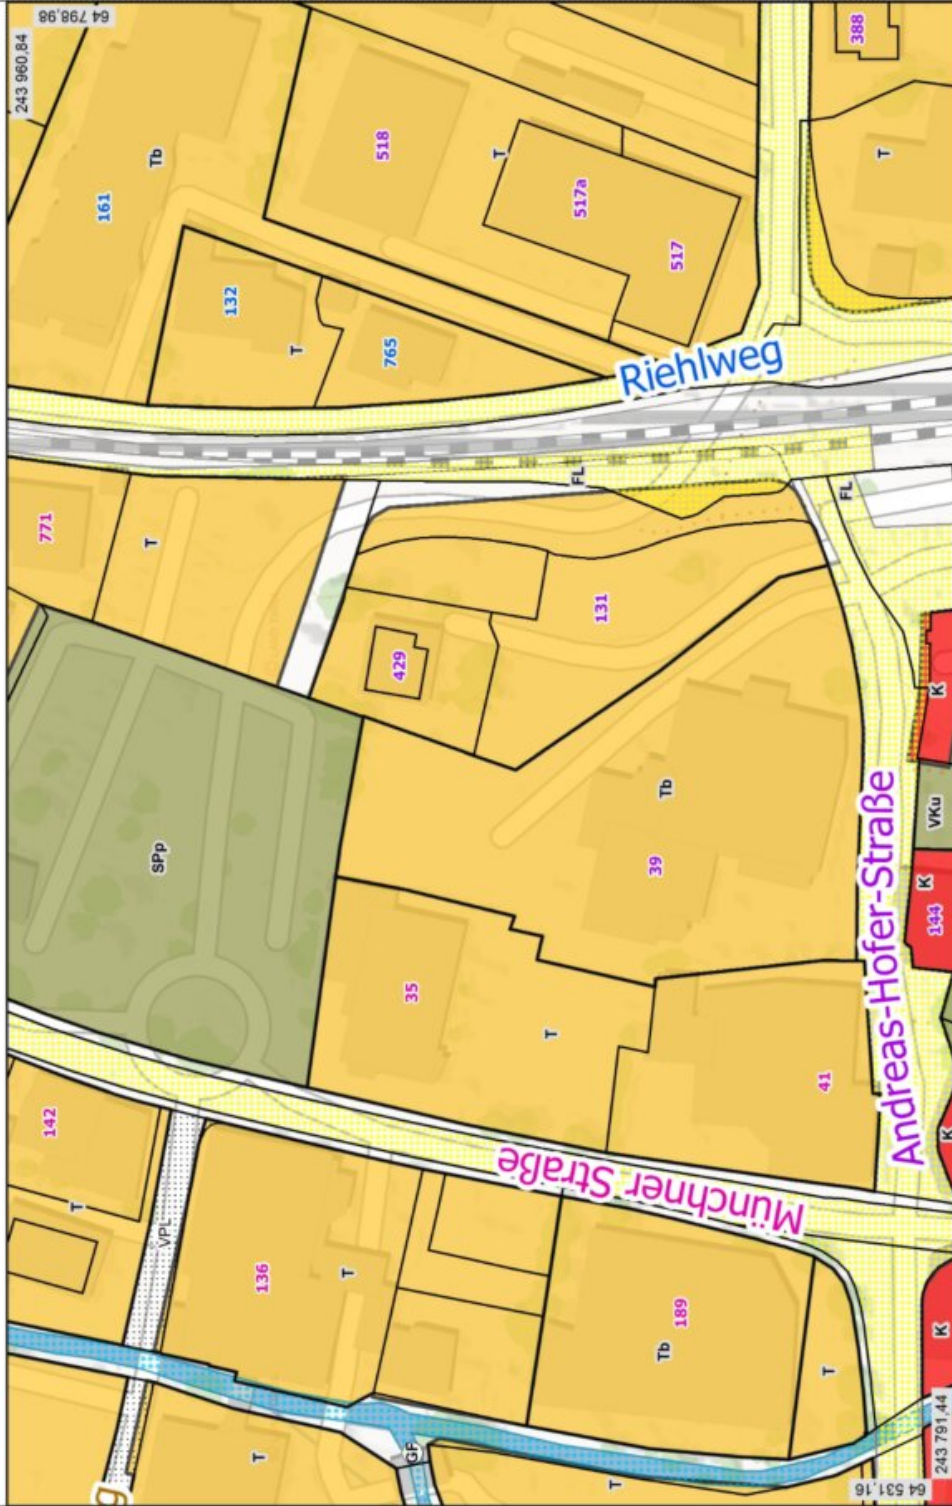 64 798,98
243 960,84
388
518
Tb
T
T
161
517a
517
132
T
765
Riehlweg
FL
FL
771
T
131
429
K
Tb
VKu
SPp
39
K
144
Andreas-Hofer-Straße
35
T
41
142
K
Münchner Straße
T
VPL
136
T
189
K
Tb
T
243 791,44
GF
T
T
64 531,16
g